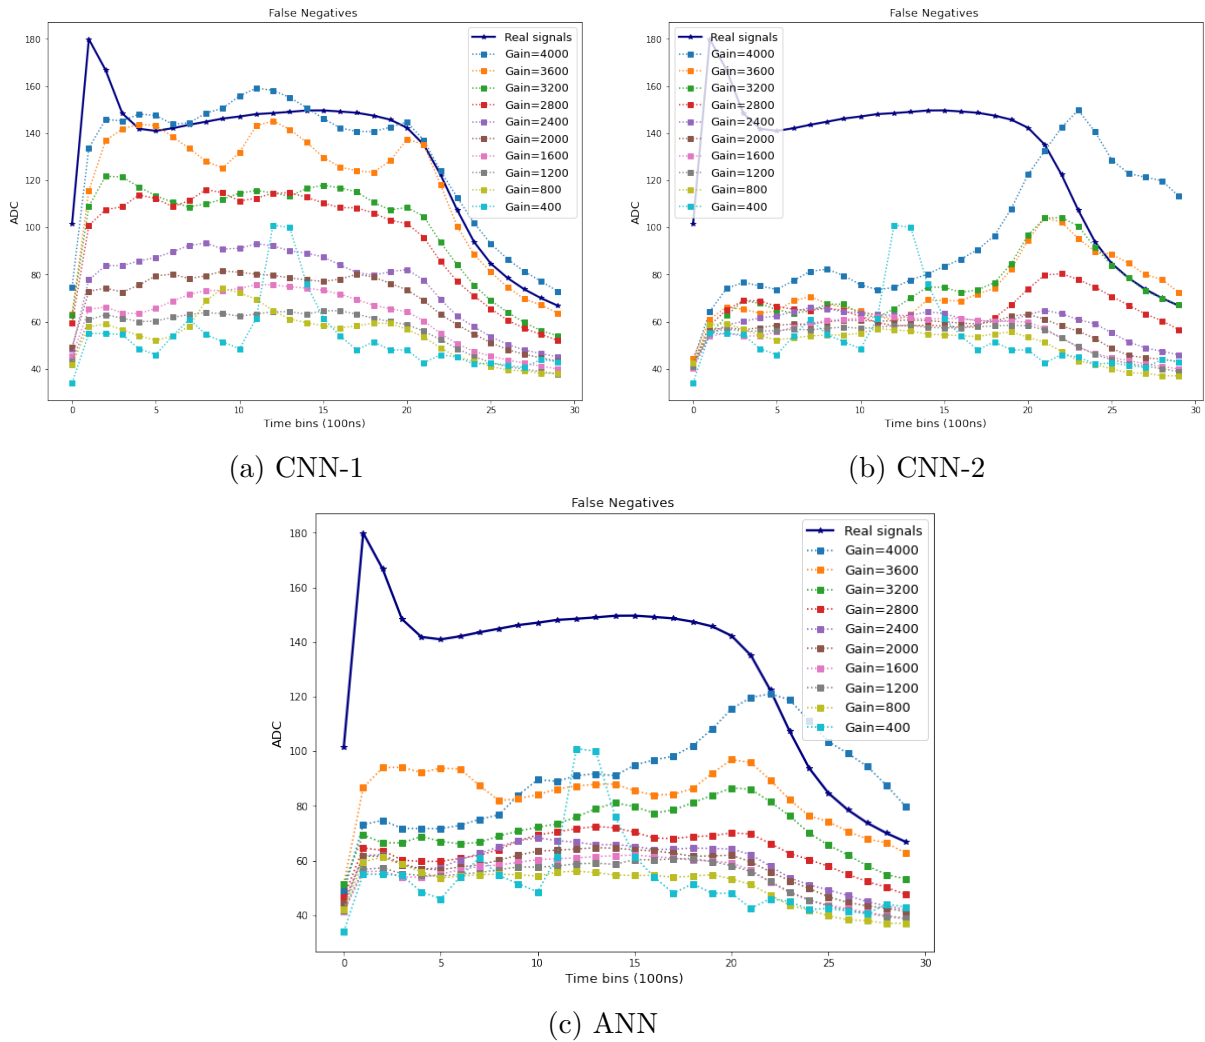 False Negatives
180
160
140
120
100
80
60
40
ADC
0
5
10
15
20
25
30
Time bins (100ns)
Real signals
Gain=4000
Gain=3600
Gain=3200
Gain=2800
Gain=2400
Gain=2000
Gain=1600
Gain=1200
Gain=800
Gain=400
(a) CNN-1
False Negatives
180
160
140
120
100
80
60
40
ADC
0
5
10
15
20
25
30
Time bins (100ns)
Real signals
Gain=4000
Gain=3600
Gain=3200
Gain=2800
Gain=2400
Gain=2000
Gain=1600
Gain=1200
Gain=800
Gain=400
(b) CNN-2
False Negatives
180
160
140
120
100
80
60
40
ADC
0
5
10
15
20
25
30
Time bins (100ns)
Real signals
Gain=4000
Gain=3600
Gain=3200
Gain=2800
Gain=2400
Gain=2000
Gain=1600
Gain=1200
Gain=800
Gain=400
(c) ANN